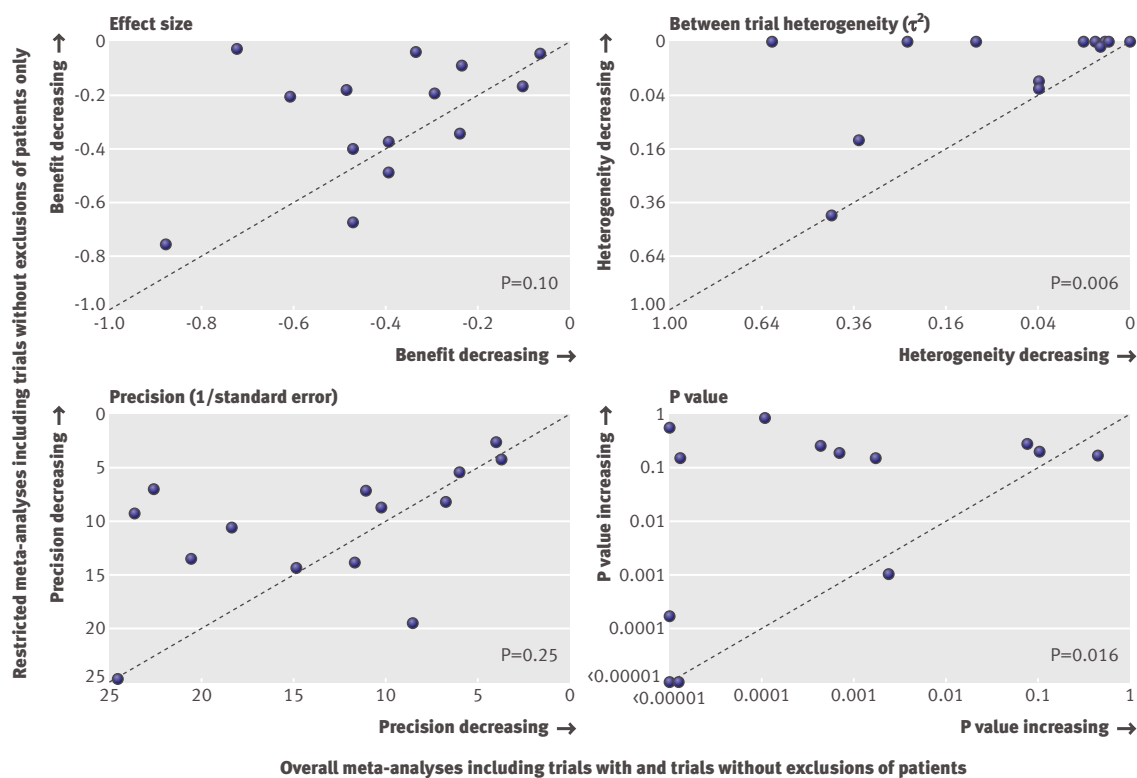 Restricted meta-analyses including trials without exclusions of patients only
Effect size
Benefit decreasing →
0
-0.2
-0.4
-0.6
-0.8
-1.0
P=0.10
-1.0 -0.8 -0.6 -0.4 -0.2 0
Benefit decreasing →
Between trial heterogeneity (τ²)
Heterogeneity decreasing →
0
0.04
0.16
0.36
0.64
1.00
P=0.006
1.00 0.64 0.36 0.16 0.04 0
Heterogeneity decreasing →
Precision (1/standard error)
Precision decreasing →
0
5
10
15
20
25
P=0.25
25 20 15 10 5 0
Precision decreasing →
P value
P value increasing →
1
0.1
0.01
0.001
0.0001
<0.00001
P=0.016
<0.00001 0.0001 0.001 0.01 0.1 1
P value increasing →
Overall meta-analyses including trials with and trials without exclusions of patients